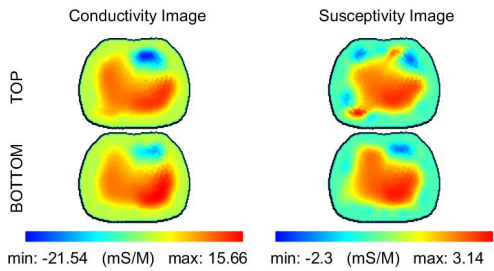 Conductivity Image
Susceptivity Image
TOP
BOTTOM
min: -21.54 (mS/M) max: 15.66
min: -2.3 (mS/M) max: 3.14